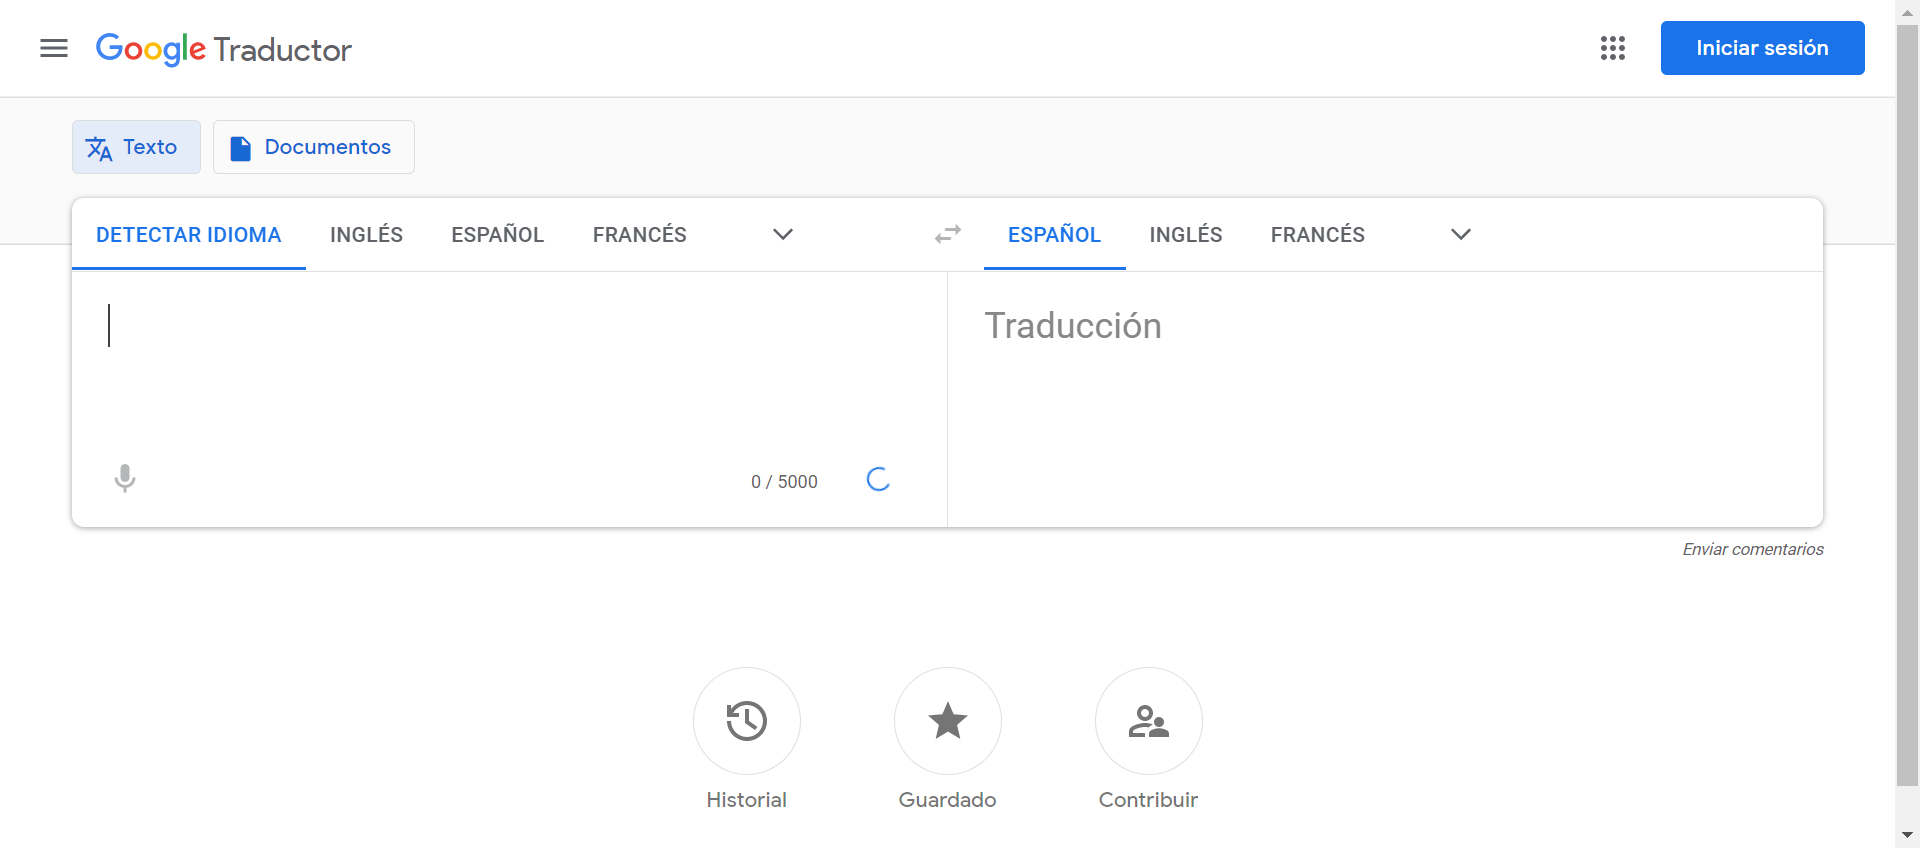 Google Traductor
Iniciar sesión
Texto
Documentos
DETECTAR IDIOMA INGLÉS ESPAÑOL FRANCÉS
ESPAÑOL INGLÉS FRANCÉS
Traducción
0 / 5000
Enviar comentarios
Historial
Guardado
Contribuir